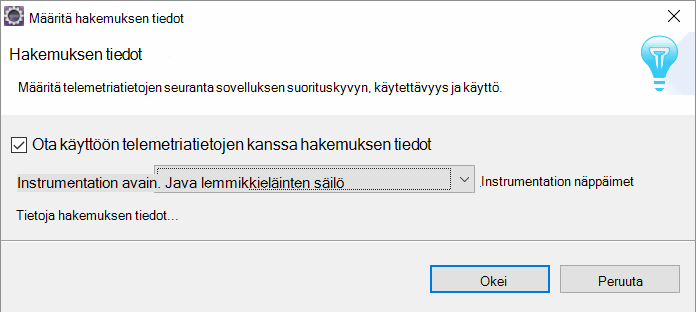 Määritä hakemuksen tiedot
Hakemuksen tiedot
Määritä telemetriatietojen seuranta sovelluksen suorituskyvyn, käytettävyys ja käyttö.
Ota käyttöön telemetriatietojen kanssa hakemuksen tiedot
Instrumentation avain. Java lemmikkieläinten säilö Instrumentation näppäimet
Tietoja hakemuksen tiedot...
Okei Peruuta